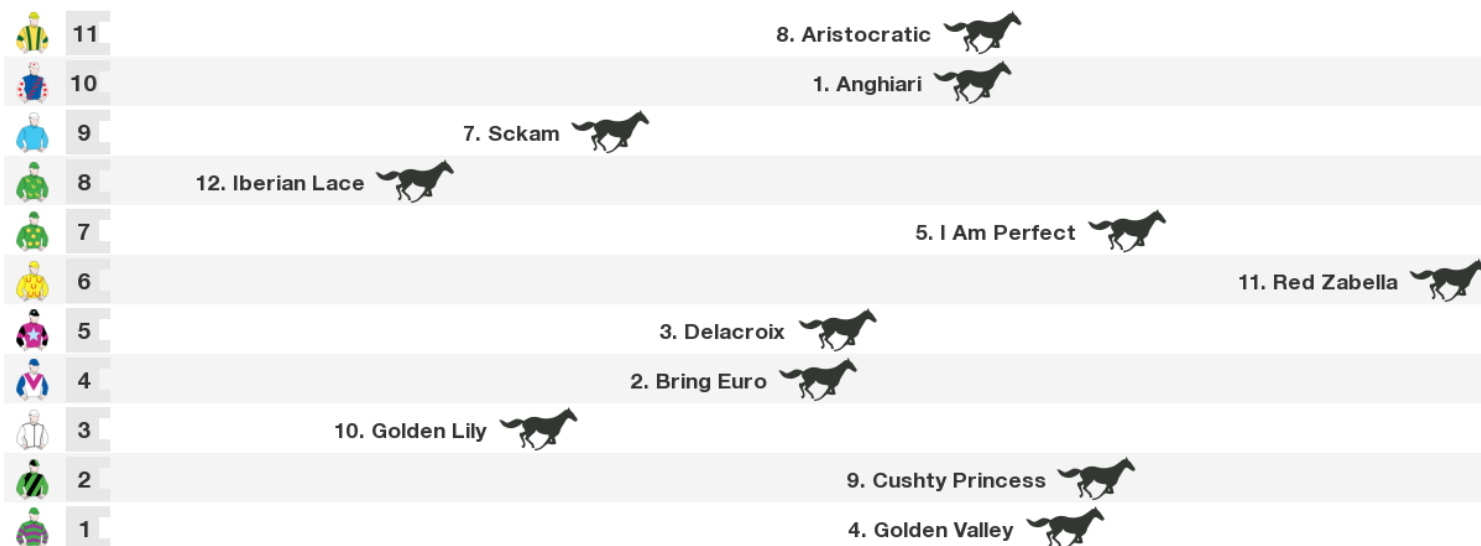 11 8. Aristocratic
10 1. Anghiari
9 7. Sckam
8 12. Iberian Lace
7 5. I Am Perfect
6 11. Red Zabella
5 3. Delacroix
4 2. Bring Euro
3 10. Golden Lily
2 9. Cushty Princess
1 4. Golden Valley